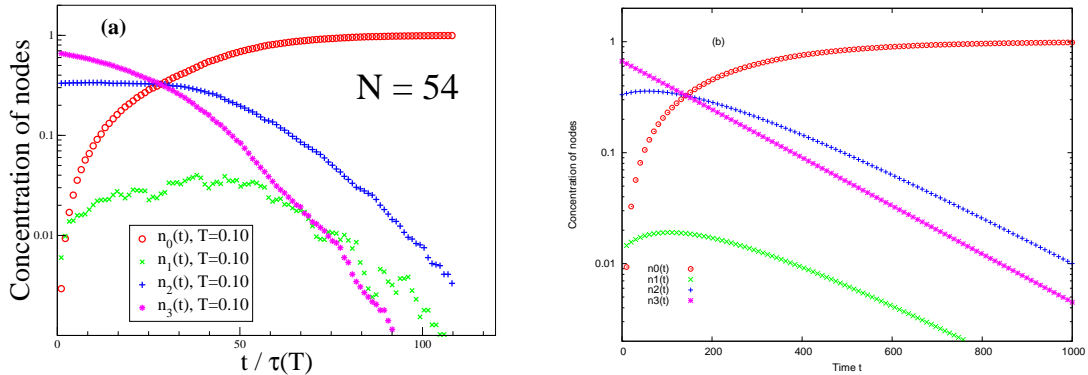 (a)
1
0.1
0.01
Concentration of nodes
N = 54
n0(t), T=0.10
n1(t), T=0.10
n2(t), T=0.10
n3(t), T=0.10
0
50
100
t / τ(T)
(b)
1
0.1
0.01
Concentration of nodes
n0(t)
n1(t)
n2(t)
n3(t)
0
200
400
600
800
1000
Time t